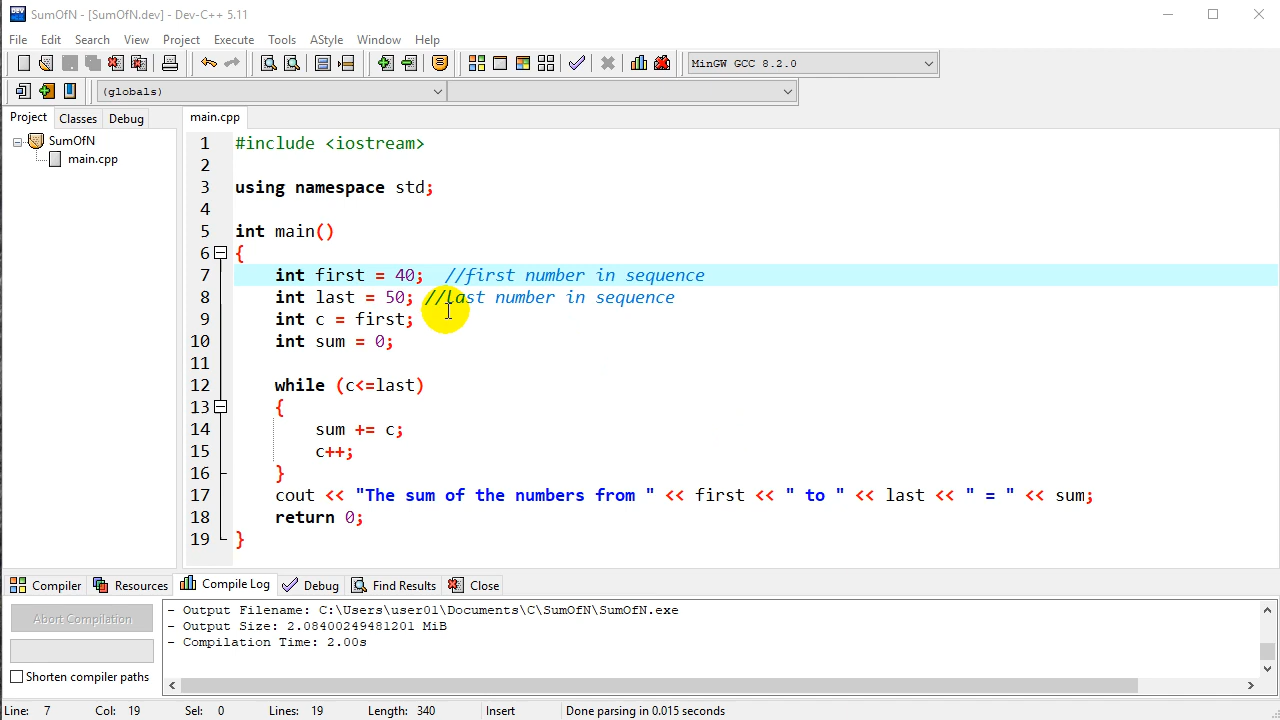 SumOfN - [SumOfN.dev] - Dev-C++ 5.11
File Edit Search View Project Execute Tools AStyle Window Help
MinGW GCC 8.2.0
(globals)
Project Classes Debug main.cpp
SumOfN
main.cpp
1 #include <iostream>
2
3 using namespace std;
4
5 int main()
6 {
7 int first = 40; //first number in sequence
8 int last = 50; //last number in sequence
9 int c = first;
10 int sum = 0;
11
12 while (c<=last)
13 {
14 sum += c;
15 c++;
16 }
17 cout << "The sum of the numbers from " << first << " to " << last << " = " << sum;
18 return 0;
19 }
Compiler Resources Compile Log Debug Find Results Close
Abort Compilation
Shorten compiler paths
- Output Filename: C:\Users\user01\Documents\C\SumOfN\SumOfN.exe
- Output Size: 2.08400249481201 MiB
- Compilation Time: 2.00s
Line: 7 Col: 19 Sel: 0 Lines: 19 Length: 340 Insert Done parsing in 0.015 seconds